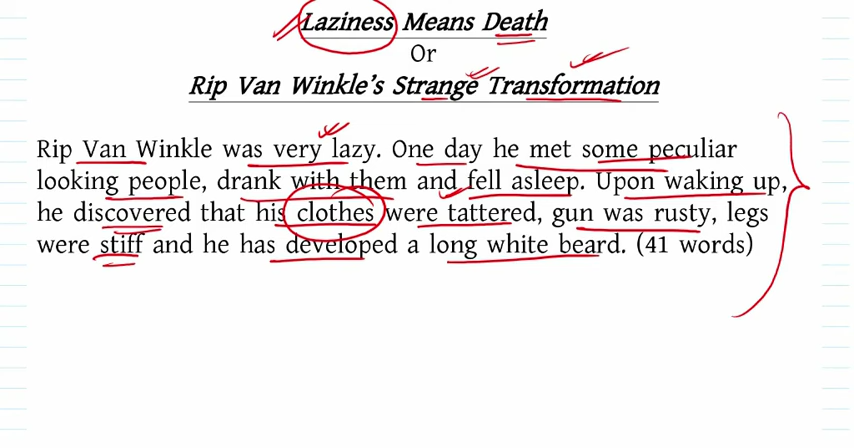 Laziness Means Death
Or
Rip Van Winkle's Strange Transformation
Rip Van Winkle was very lazy. One day he met some peculiar
looking people, drank with them and fell asleep. Upon waking up,
he discovered that his clothes were tattered, gun was rusty, legs
were stiff and he has developed a long white beard. (41 words)